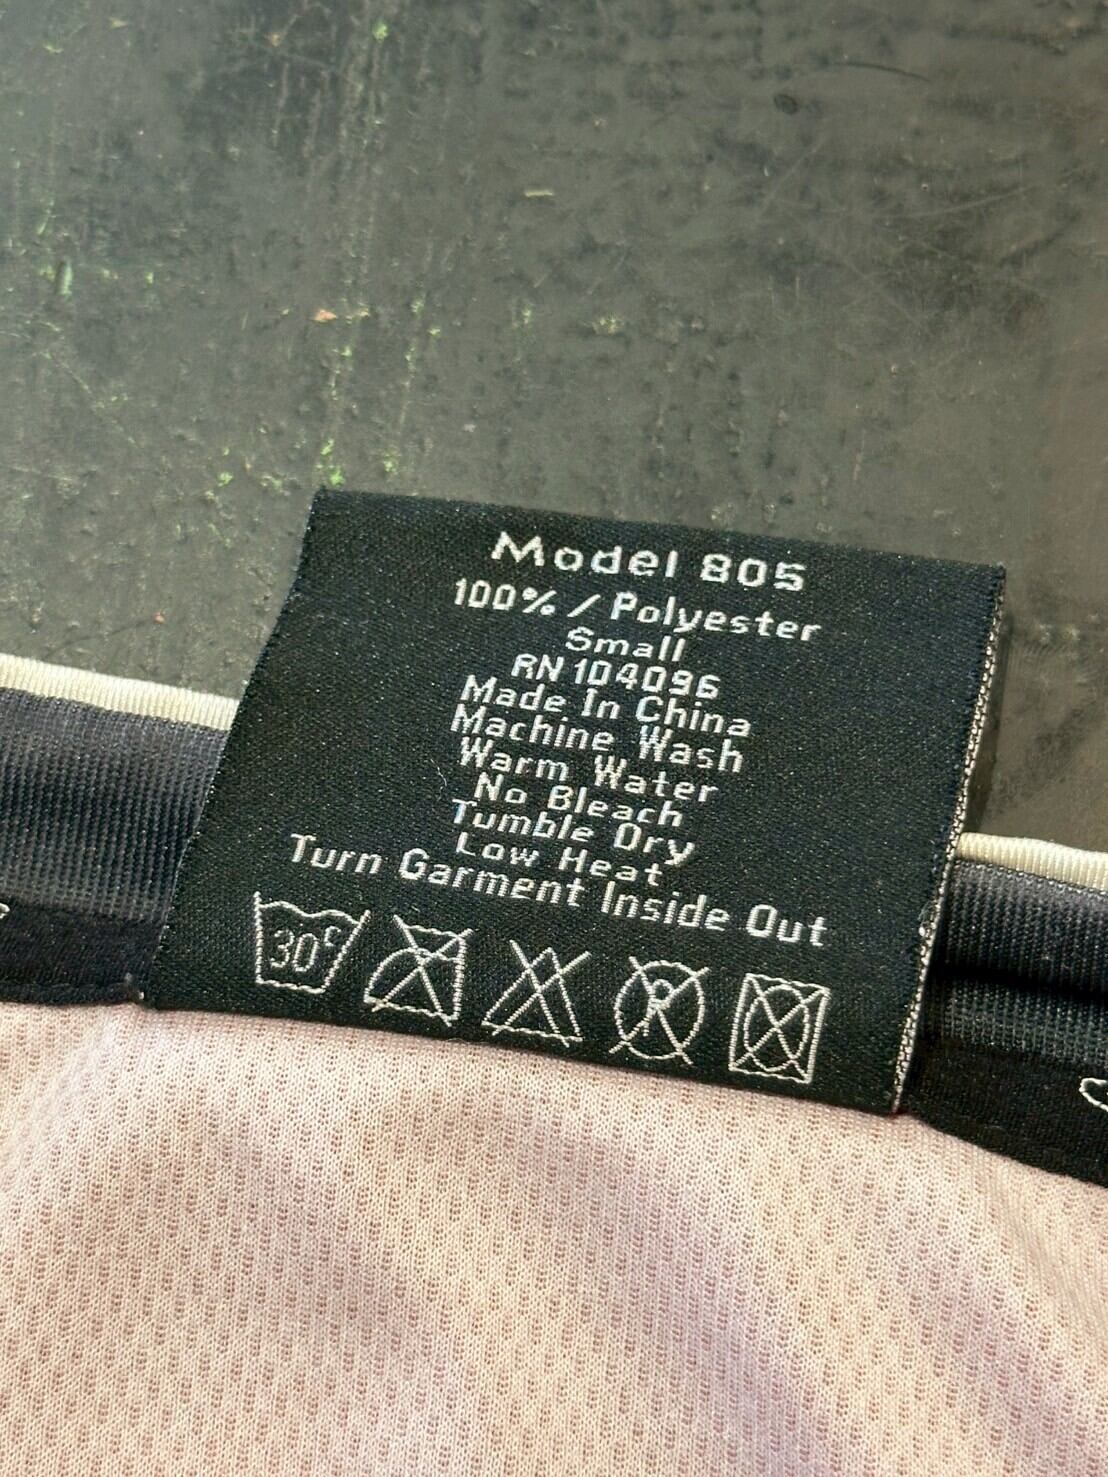 Model 805
100% / Polyester
Small
RN 104096
Made In China
Machine Wash
Warm Water
No Bleach
Tumble Dry
Low Heat
Turn Garment Inside Out
30°C